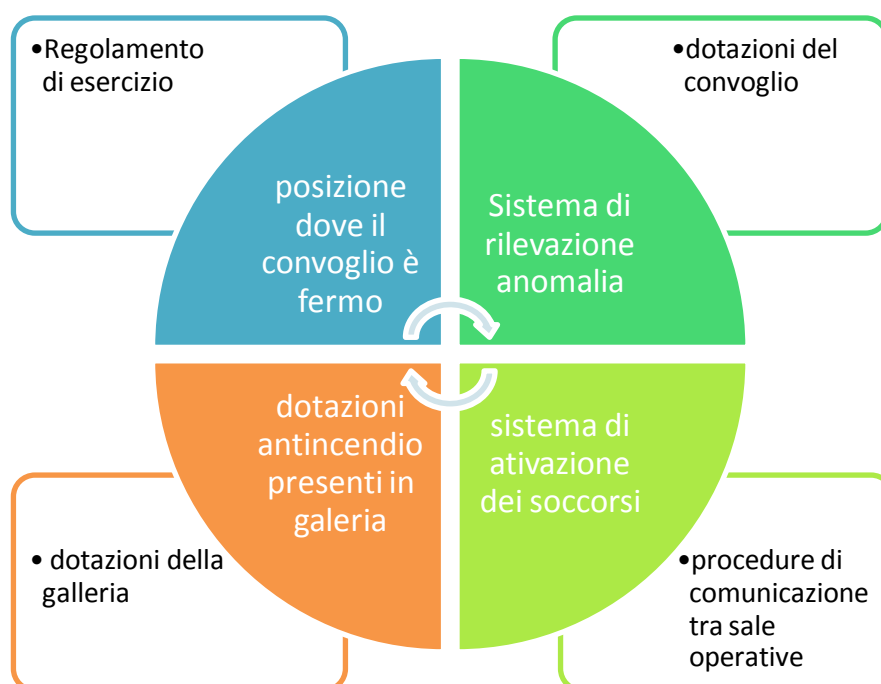 •Regolamento
di esercizio
•dotazioni del
convoglio
posizione
dove il
convoglio è
fermo
Sistema di
rilevazione
anomalia
dotazioni
antincendio
presenti in
galeria
sistema di
ativazione
dei soccorsi
• dotazioni della
galleria
•procedure di
comunicazione
tra sale
operative